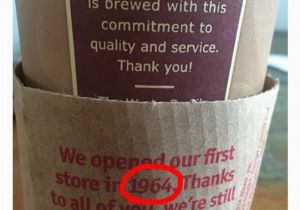 is brewed with this
commitment to
quality and service.
Thank you!
We opened our first
store in 1964. Thanks
to all of you, we're still